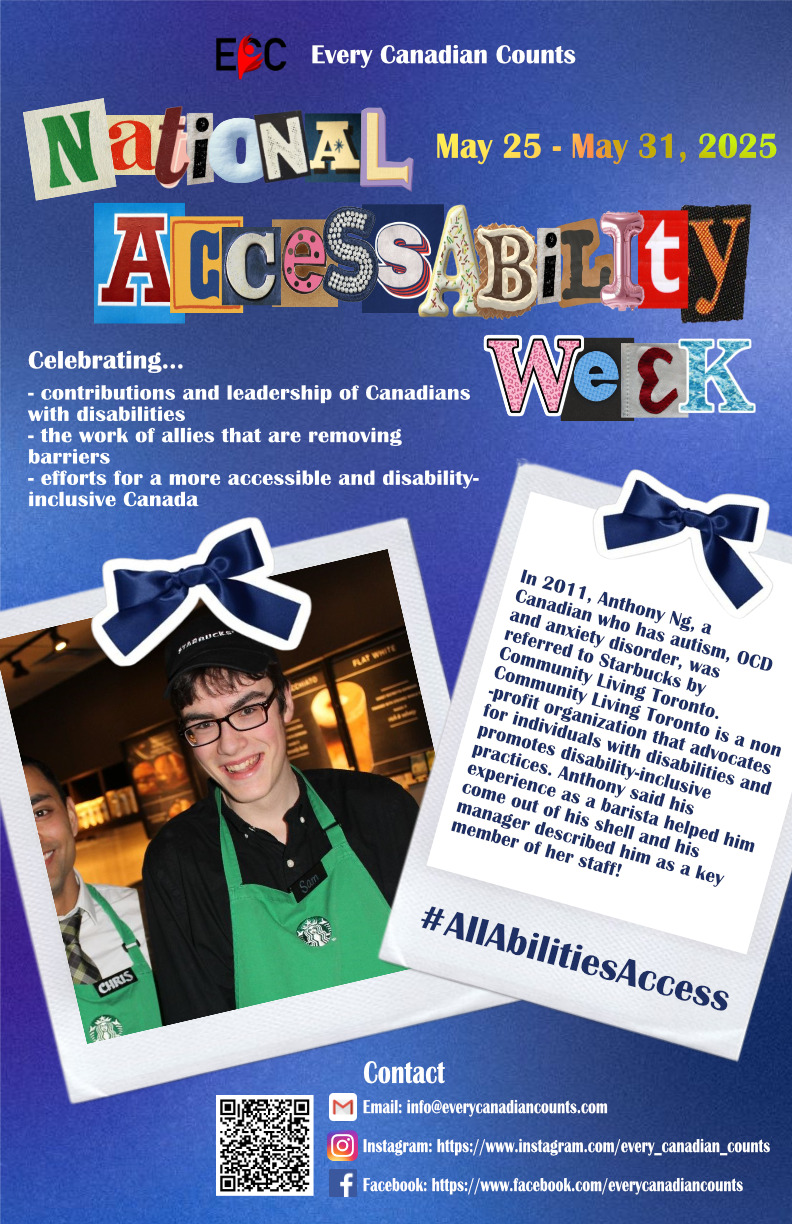 ECC Every Canadian Counts
NatiONAL
May 25 - May 31, 2025
ACCeSSABiLIty
WeEK
Celebrating...
- contributions and leadership of Canadians
with disabilities
- the work of allies that are removing
barriers
- efforts for a more accessible and disability-
inclusive Canada
STARBUCKS
FLAT WHITE
Sam
CHRIS
In 2011, Anthony Ng, a
Canadian who has autism, OCD
and anxiety disorder, was
referred to Starbucks by
Community Living Toronto.
Community Living Toronto is a non
-profit organization that advocates
for individuals with disabilities and
promotes disability-inclusive
practices. Anthony said his
experience as a barista helped him
come out of his shell and his
manager described him as a key
member of her staff!
#AllAbilitiesAccess
Contact
Email: info@everycanadiancounts.com
Instagram: https://www.instagram.com/every_canadian_counts
Facebook: https://www.facebook.com/everycanadiancounts